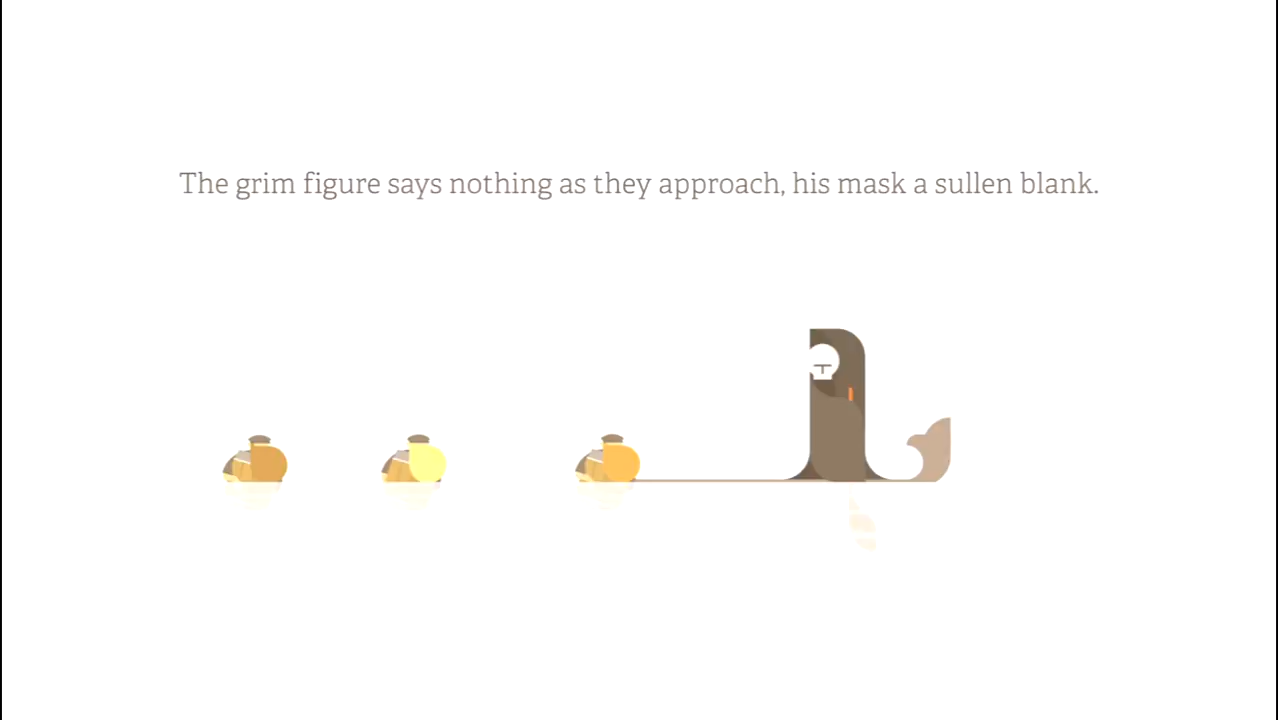 The grim figure says nothing as they approach, his mask a sullen blank.